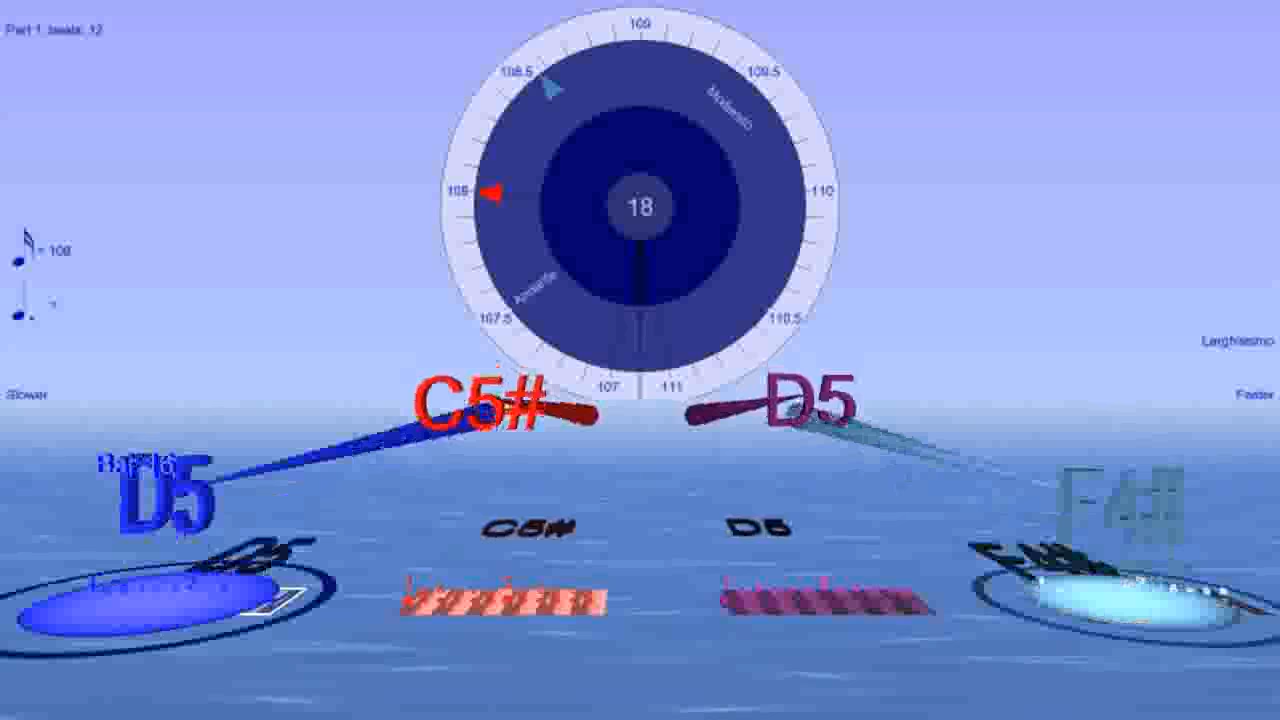 Part 1 beats: 12
109
108.5
109.5
Moderato
108
110
18
= 108
Andante
107.5
110.5
Larghissimo
107
111
Slower
Faster
C5#
D5
D5
F4#
C5#
D5
D5